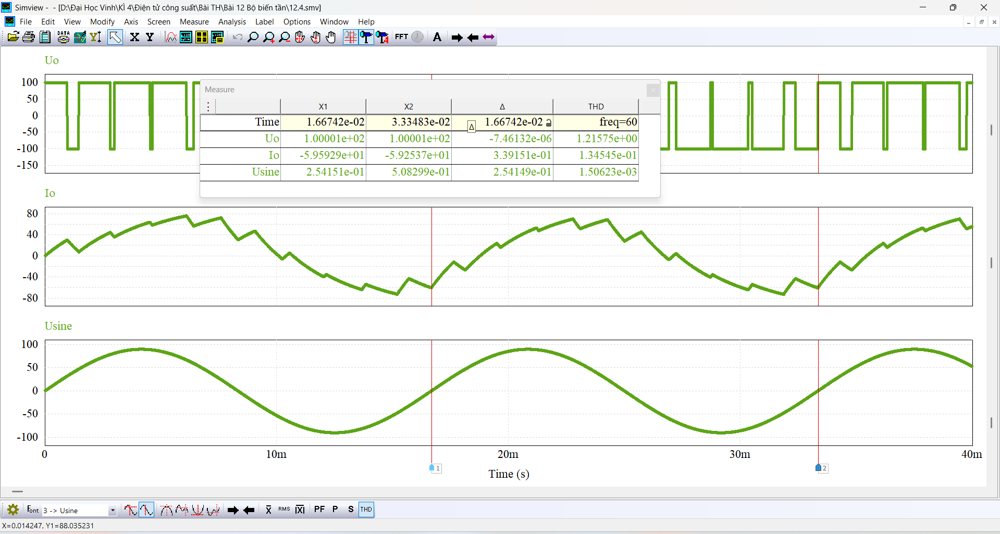 Simview - - [D:\Đại Học Vinh\KÌ 4\Điện tử công suất\Bài TH\Bài 12 Bộ biến tần\12.4.smv]
File Edit View Modify Axis Screen Measure Analysis Label Options Window Help
DATA Y X Y FFT A
Uo
100
50
0
-50
-100
-150
Measure
X1 X2 Δ THD
Time 1.66742e-02 3.33483e-02 Δ 1.66742e-02 freq=60
Uo 1.00001e+02 1.00001e+02 -7.46132e-06 1.21575e+00
Io -5.95929e+01 -5.92537e+01 3.39151e-01 1.34545e-01
Usine 2.54151e-01 5.08299e-01 2.54149e-01 1.50623e-03
Io
80
40
0
-40
-80
Usine
100
50
0
-50
-100
0 10m 20m 30m 40m
1 2
Time (s)
Font 3 -> Usine X RMS |X| PF P S THD
X=0.014247, Y1=88.035231